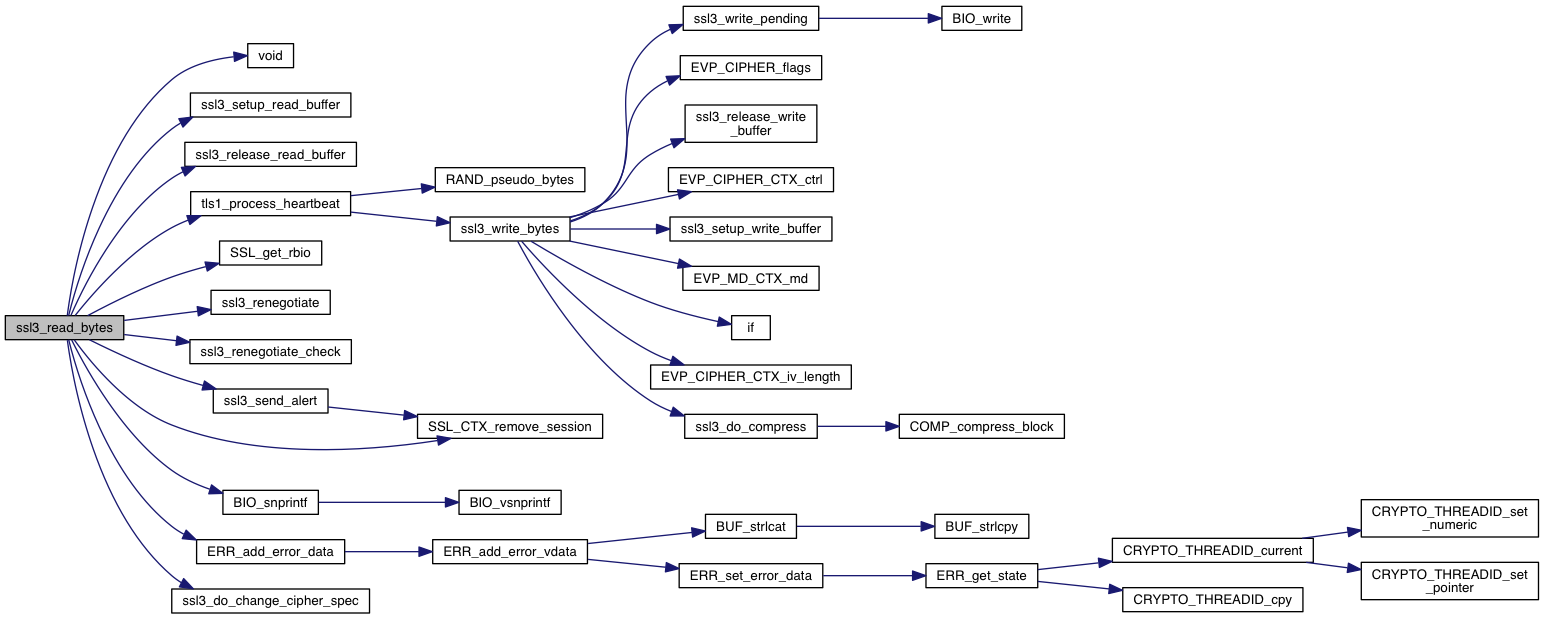 ssl3_read_bytes
void
ssl3_setup_read_buffer
ssl3_release_read_buffer
tls1_process_heartbeat
SSL_get_rbio
ssl3_renegotiate
ssl3_renegotiate_check
ssl3_send_alert
BIO_snprintf
ERR_add_error_data
ssl3_do_change_cipher_spec
RAND_pseudo_bytes
ssl3_write_bytes
SSL_CTX_remove_session
BIO_vsnprintf
ERR_add_error_vdata
ssl3_write_pending
EVP_CIPHER_flags
ssl3_release_write
_buffer
EVP_CIPHER_CTX_ctrl
ssl3_setup_write_buffer
EVP_MD_CTX_md
if
EVP_CIPHER_CTX_iv_length
ssl3_do_compress
BUF_strlcat
ERR_set_error_data
BIO_write
COMP_compress_block
BUF_strlcpy
ERR_get_state
CRYPTO_THREADID_current
CRYPTO_THREADID_cpy
CRYPTO_THREADID_set
_numeric
CRYPTO_THREADID_set
_pointer